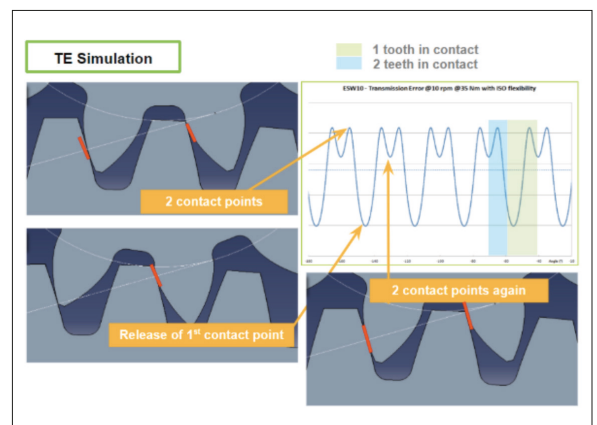 TE Simulation
1 tooth in contact
2 teeth in contact
ESW10 - Transmission Error @10 rpm @35 Nm with ISO flexibility
2 contact points
Angle (°)
2 contact points again
Release of 1st contact point